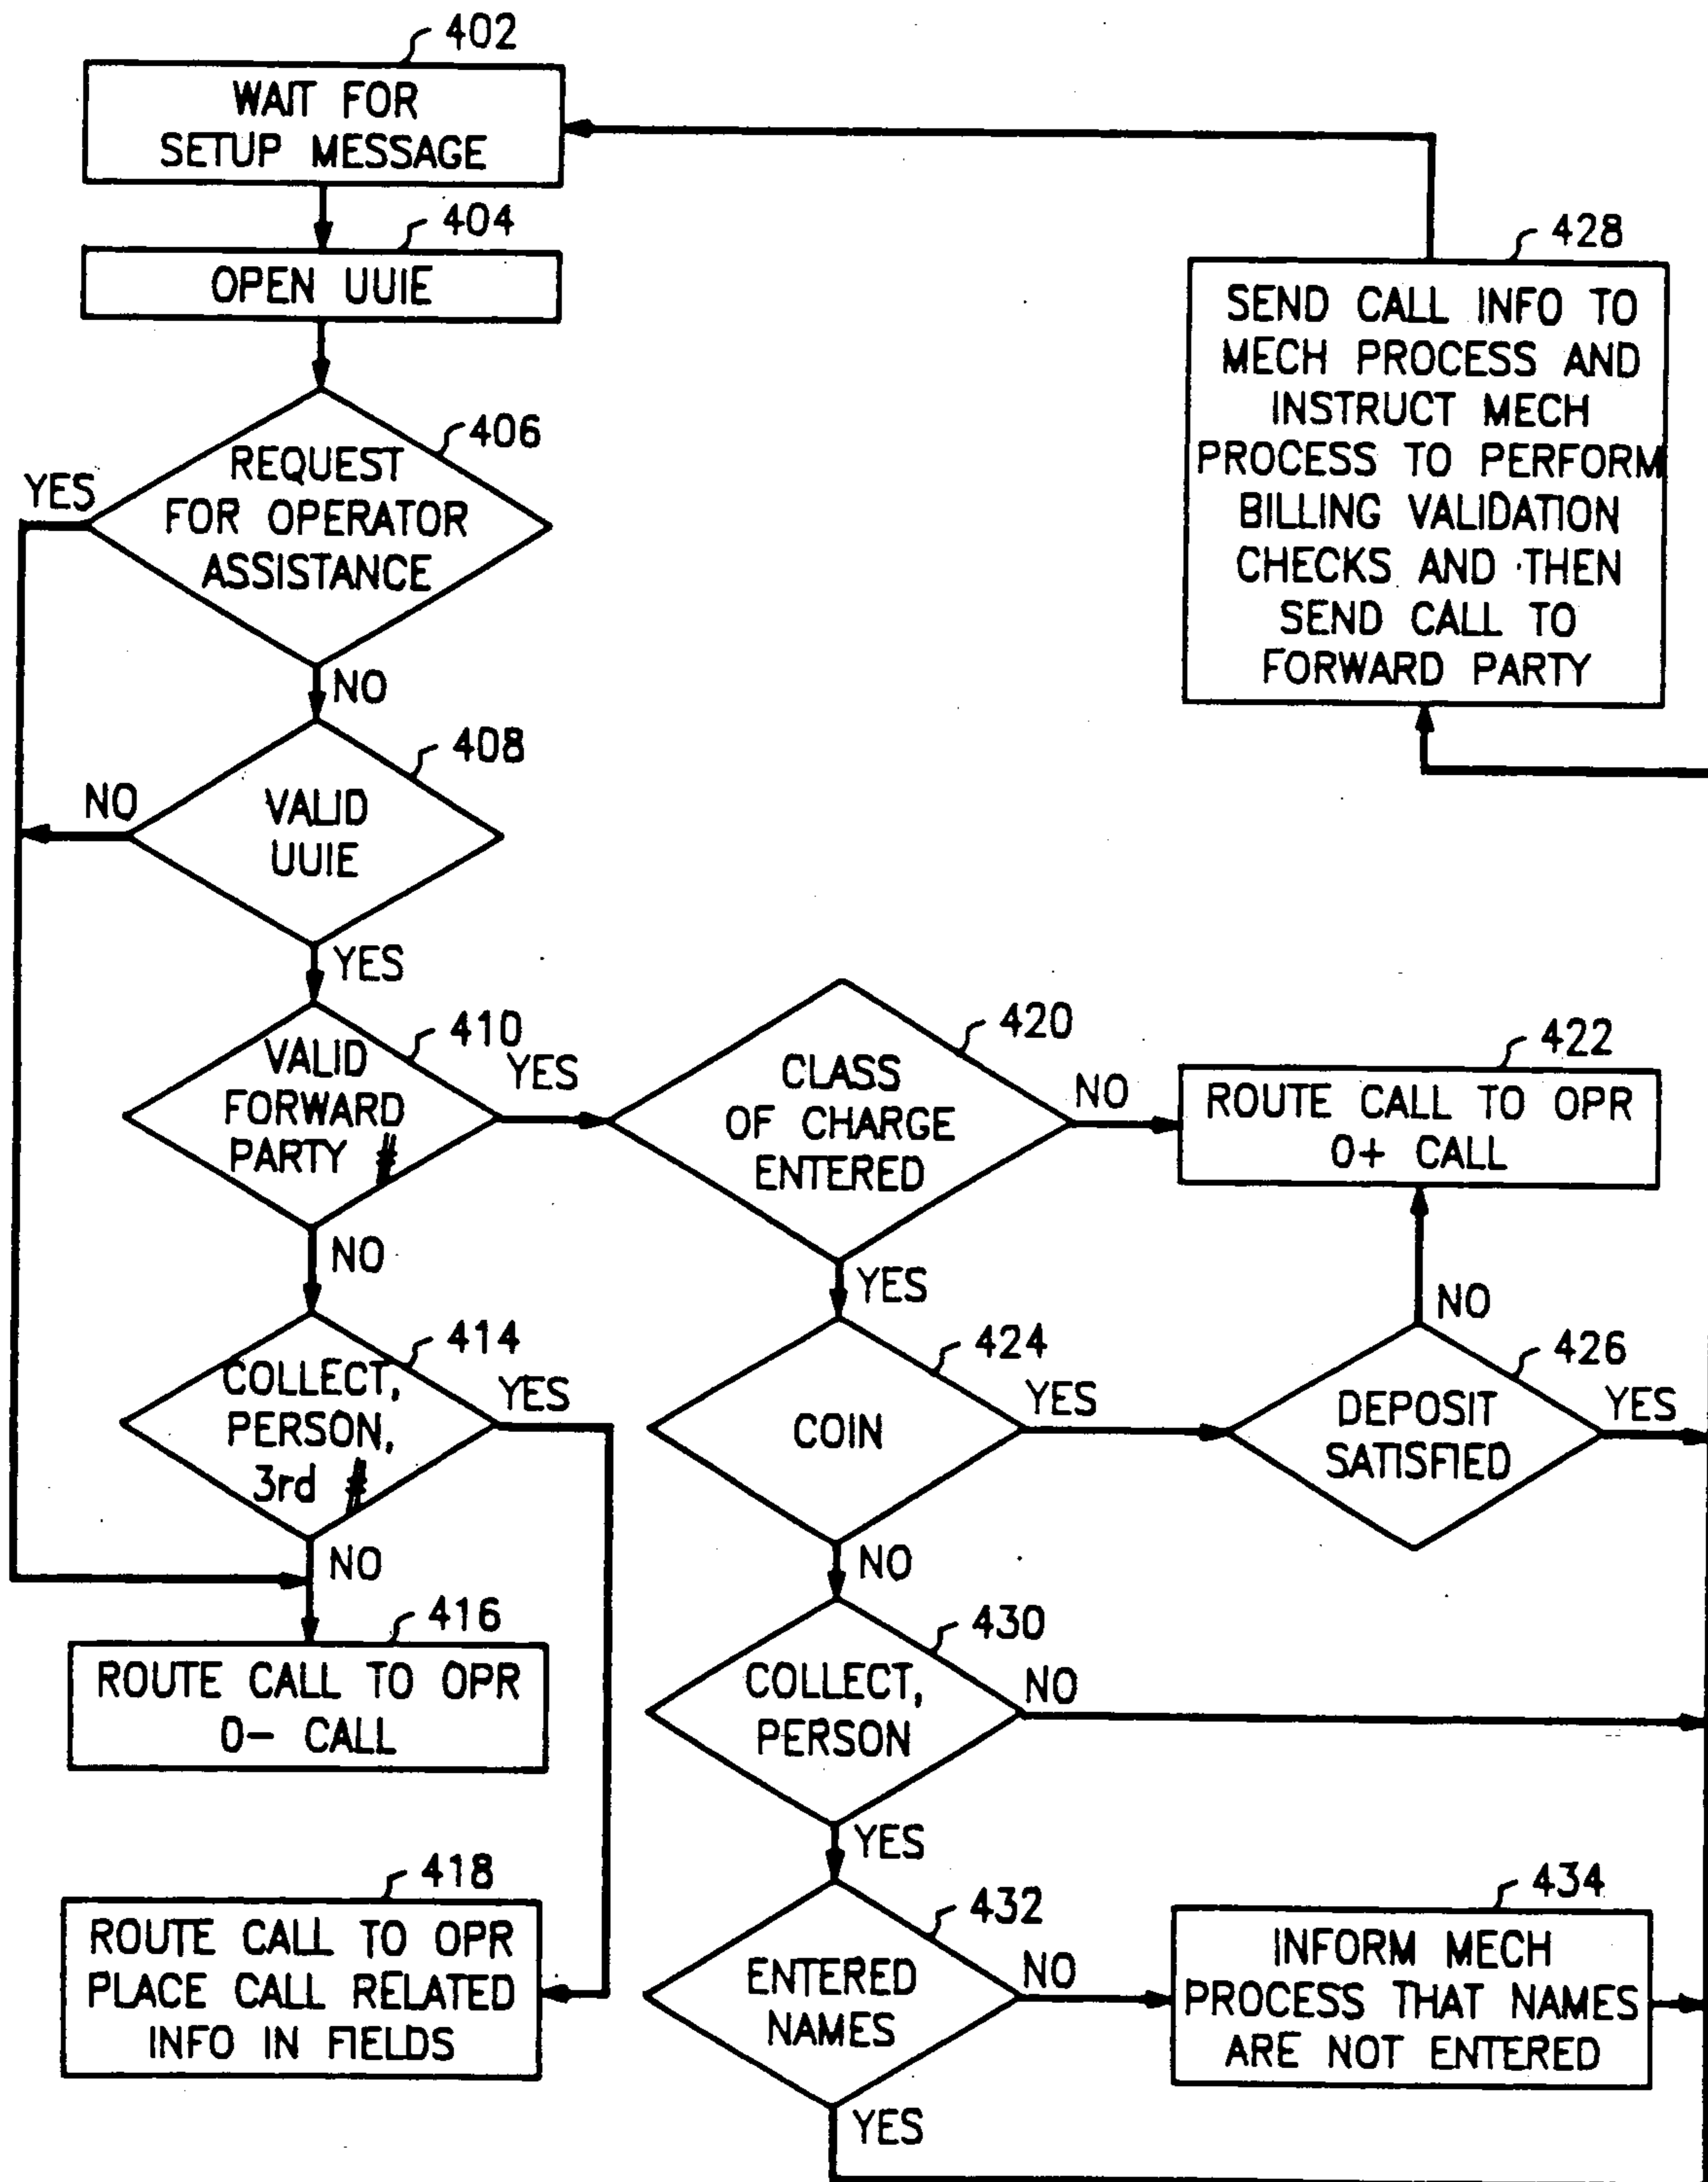 402
WAIT FOR
SETUP MESSAGE
404
OPEN UUIE
406
REQUEST
FOR OPERATOR
ASSISTANCE
YES
NO
408
VALID
UUIE
NO
YES
410
VALID
FORWARD
PARTY #
YES
NO
414
COLLECT,
PERSON,
3rd #
YES
NO
416
ROUTE CALL TO OPR
0- CALL
418
ROUTE CALL TO OPR
PLACE CALL RELATED
INFO IN FIELDS
420
CLASS
OF CHARGE
ENTERED
NO
YES
422
ROUTE CALL TO OPR
0+ CALL
424
COIN
YES
NO
426
DEPOSIT
SATISFIED
NO
YES
428
SEND CALL INFO TO
MECH PROCESS AND
INSTRUCT MECH
PROCESS TO PERFORM
BILLING VALIDATION
CHECKS AND THEN
SEND CALL TO
FORWARD PARTY
430
COLLECT,
PERSON
NO
YES
432
ENTERED
NAMES
NO
YES
434
INFORM MECH
PROCESS THAT NAMES
ARE NOT ENTERED